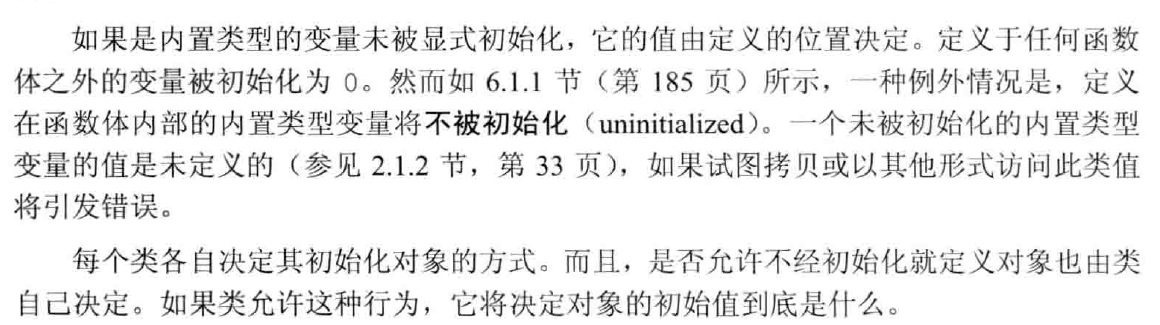 如果是内置类型的变量未被显式初始化，它的值由定义的位置决定。定义于任何函数
体之外的变量被初始化为 0。然而如 6.1.1 节（第 185 页）所示，一种例外情况是，定义
在函数体内部的内置类型变量将不被初始化（uninitialized）。一个未被初始化的内置类型
变量的值是未定义的（参见 2.1.2 节，第 33 页），如果试图拷贝或以其他形式访问此类值
将引发错误。
每个类各自决定其初始化对象的方式。而且，是否允许不经初始化就定义对象也由类
自己决定。如果类允许这种行为，它将决定对象的初始值到底是什么。